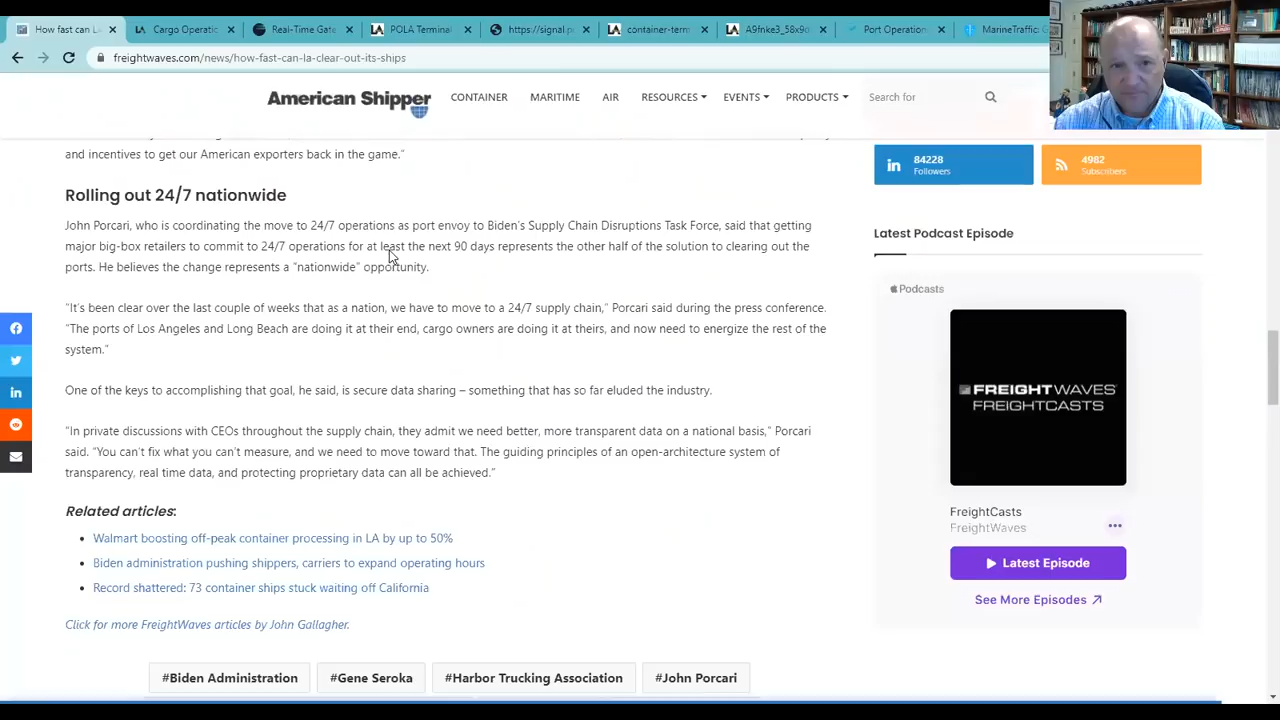 How fast can L
Cargo Operatic
Real-Time Gate
POLA Terminal
https://signal.p
container-term
A9fnke3_58x9d
Port Operation
MarineTraffic: G
freightwaves.com/news/how-fast-can-la-clear-out-its-ships
American Shipper
CONTAINER MARITIME AIR RESOURCES EVENTS PRODUCTS Search for
and incentives to get our American exporters back in the game."
Rolling out 24/7 nationwide
John Porcari, who is coordinating the move to 24/7 operations as port envoy to Biden's Supply Chain Disruptions Task Force, said that getting
major big-box retailers to commit to 24/7 operations for at least the next 90 days represents the other half of the solution to clearing out the
ports. He believes the change represents a "nationwide" opportunity.
"It's been clear over the last couple of weeks that as a nation, we have to move to a 24/7 supply chain," Porcari said during the press conference.
"The ports of Los Angeles and Long Beach are doing it at their end, cargo owners are doing it at theirs, and now need to energize the rest of the
system."
One of the keys to accomplishing that goal, he said, is secure data sharing – something that has so far eluded the industry.
"In private discussions with CEOs throughout the supply chain, they admit we need better, more transparent data on a national basis," Porcari
said. "You can't fix what you can't measure, and we need to move toward that. The guiding principles of an open-architecture system of
transparency, real time data, and protecting proprietary data can all be achieved."
Related articles:
Walmart boosting off-peak container processing in LA by up to 50%
Biden administration pushing shippers, carriers to expand operating hours
Record shattered: 73 container ships stuck waiting off California
Click for more FreightWaves articles by John Gallagher.
#Biden Administration #Gene Seroka #Harbor Trucking Association #John Porcari
84228
Followers
4982
Subscribers
Latest Podcast Episode
Podcasts
FREIGHTWAVES
FREIGHTCASTS
FreightCasts
FreightWaves
Latest Episode
See More Episodes